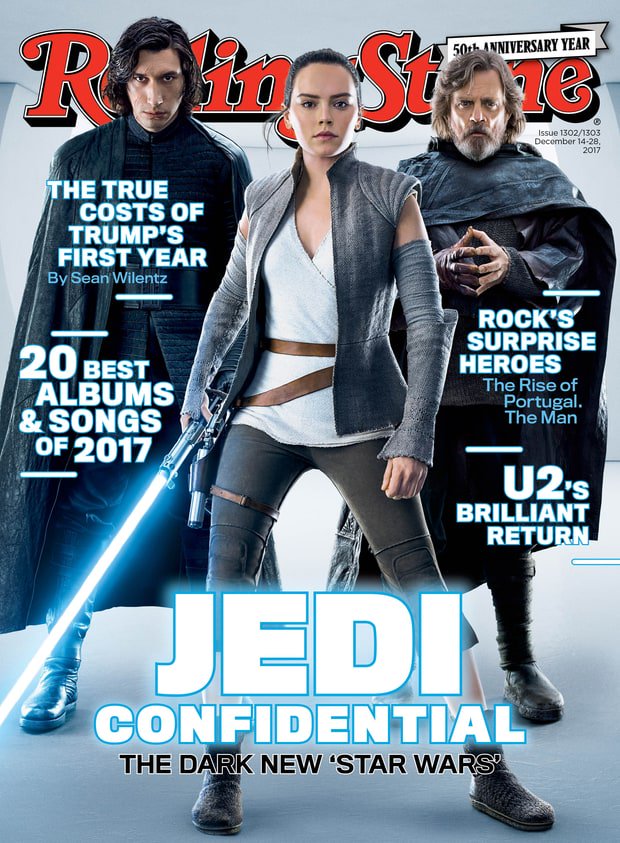 Rolling Stone
50th ANNIVERSARY YEAR
®
Issue 1302/1303
December 14-28,
2017
THE TRUE
COSTS OF
TRUMP'S
FIRST YEAR
By Sean Wilentz
20 BEST
ALBUMS
& SONGS
OF 2017
ROCK'S
SURPRISE
HEROES
The Rise of
Portugal.
The Man
U2's
BRILLIANT
RETURN
JEDI
CONFIDENTIAL
THE DARK NEW ‘STAR WARS’